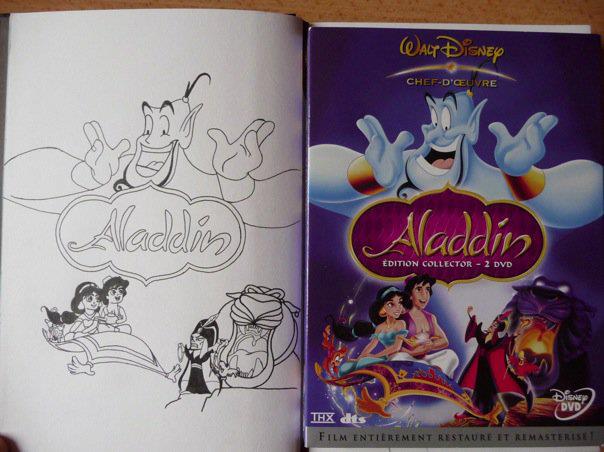 Aladdin
WALT DISNEY
CHEF-D'ŒUVRE
Aladdin
ÉDITION COLLECTOR - 2 DVD
THX dts
DISNEY
DVD
FILM ENTIÈREMENT RESTAURÉ ET REMASTERISÉ !